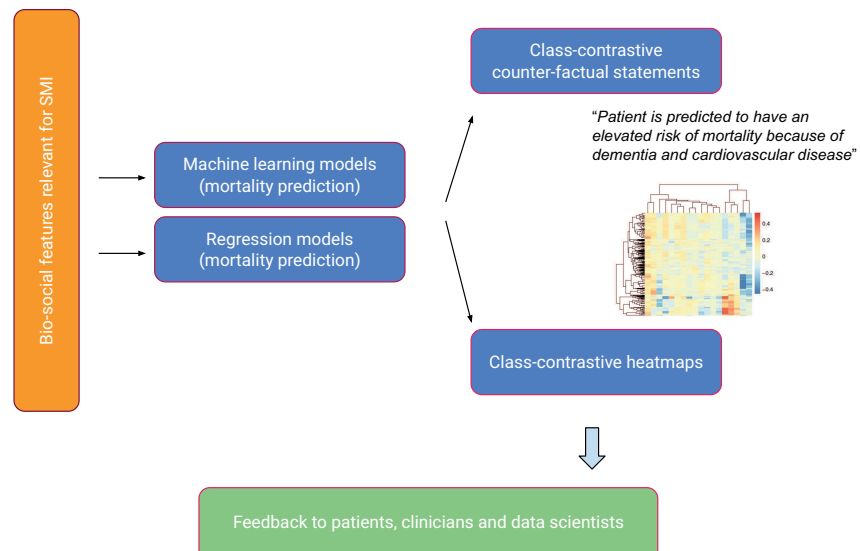 Bio-social features relevant for SMI
Machine learning models
(mortality prediction)
Regression models
(mortality prediction)
Class-contrastive
counter-factual statements
“Patient is predicted to have an
elevated risk of mortality because of
dementia and cardiovascular disease”
0.4
0.2
0
−0.2
−0.4
Class-contrastive heatmaps
Feedback to patients, clinicians and data scientists